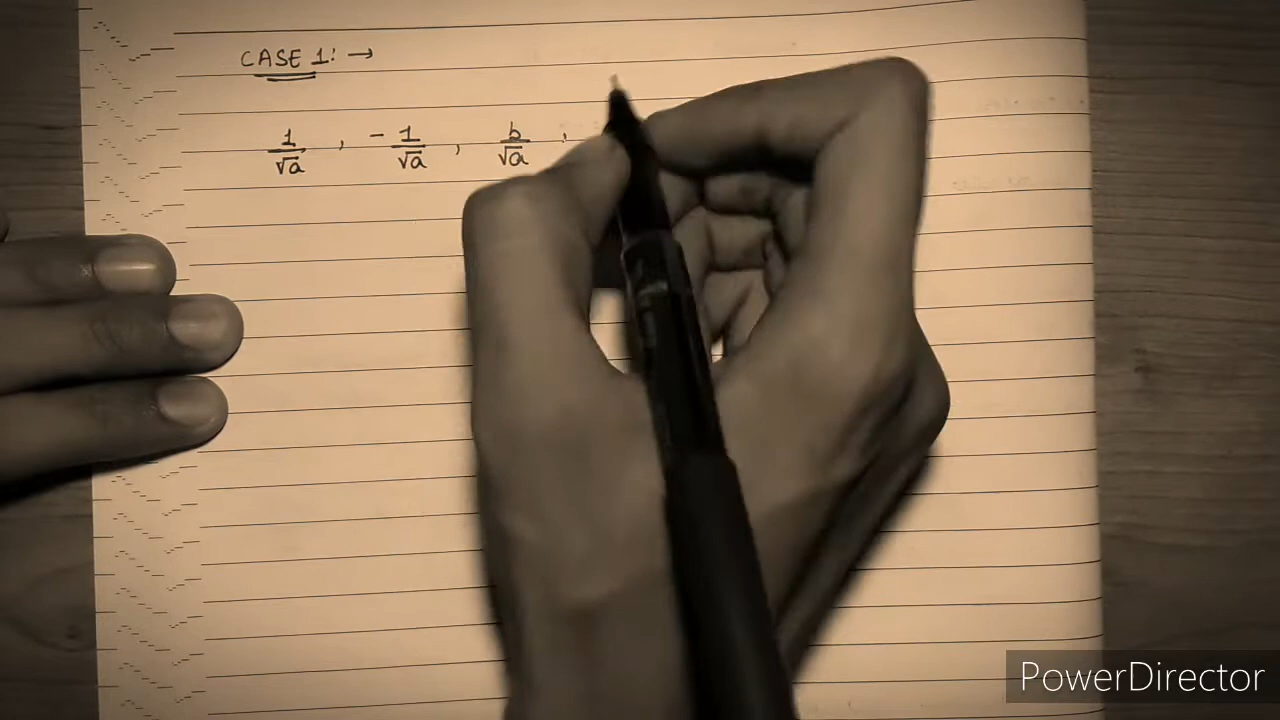 CASE 1:→
1/√a , -1/√a , b/√a ,
PowerDirector